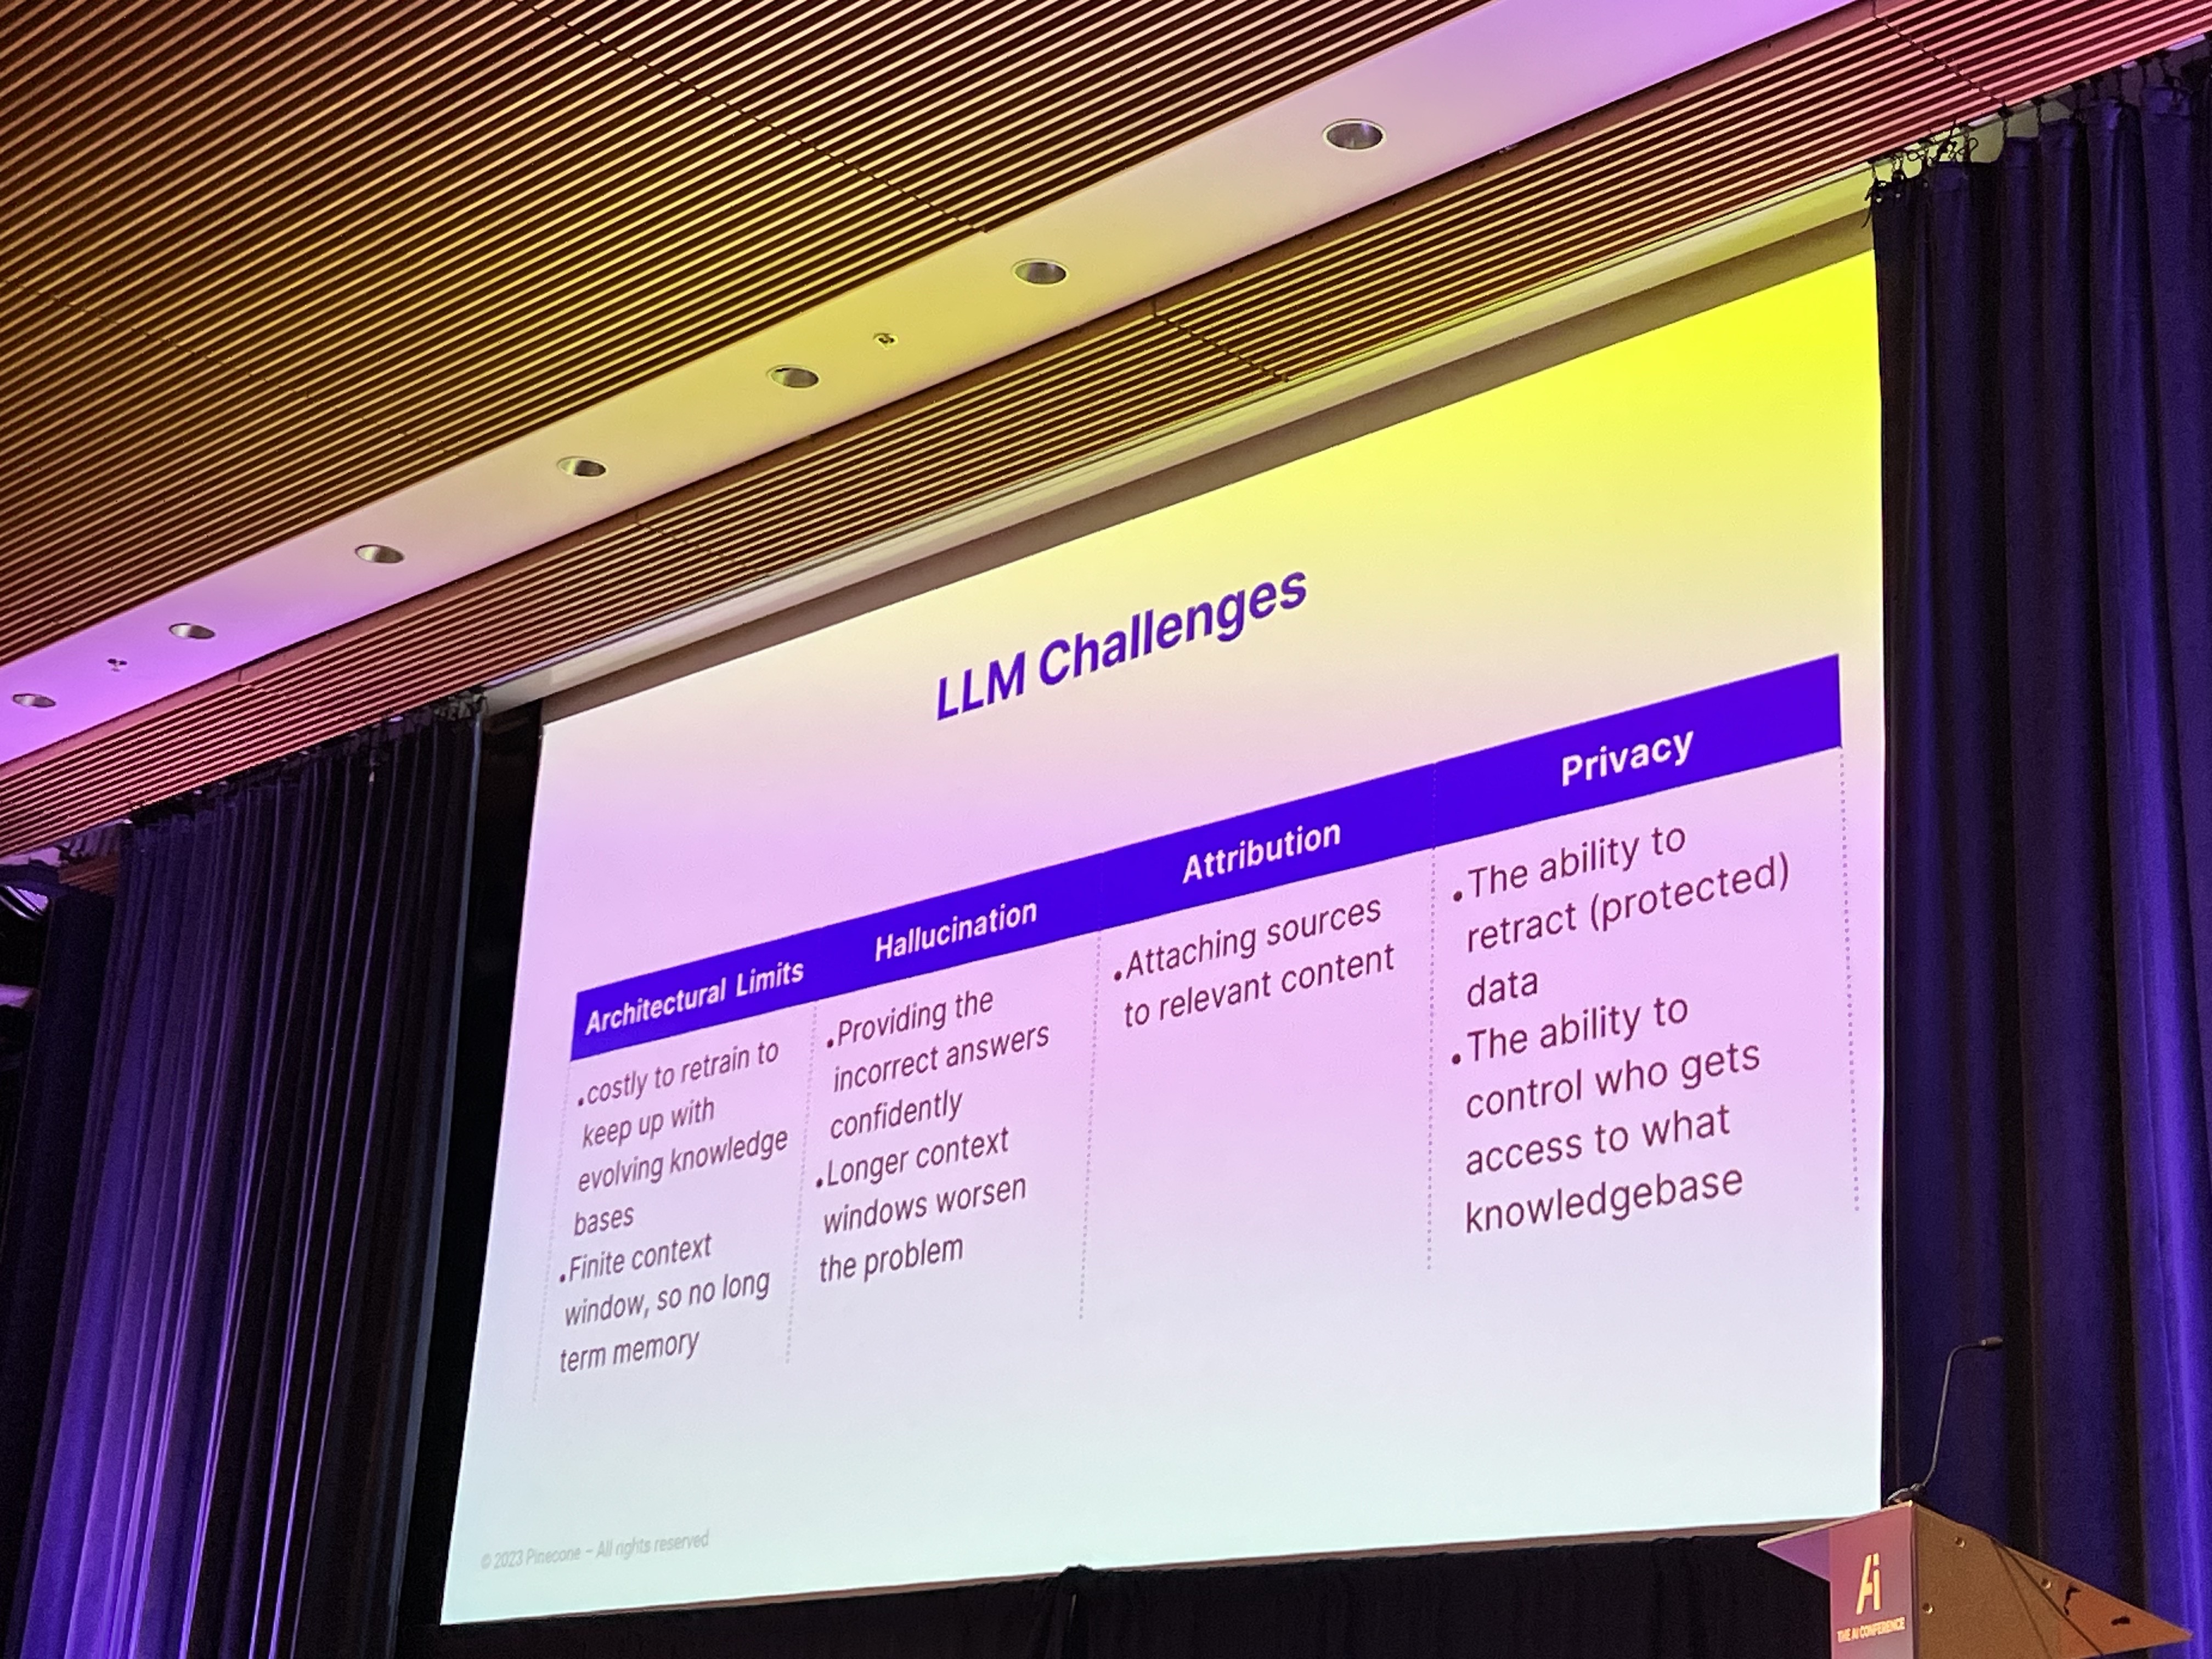 LLM Challenges
Architectural Limits
•costly to retrain to
keep up with
evolving knowledge
bases
•Finite context
window, so no long
term memory
Hallucination
•Providing the
incorrect answers
confidently
•Longer context
windows worsen
the problem
Attribution
•Attaching sources
to relevant content
Privacy
•The ability to
retract (protected)
data
•The ability to
control who gets
access to what
knowledgebase
© 2023 Pinecone – All rights reserved
Ai
THE AI CONFERENCE